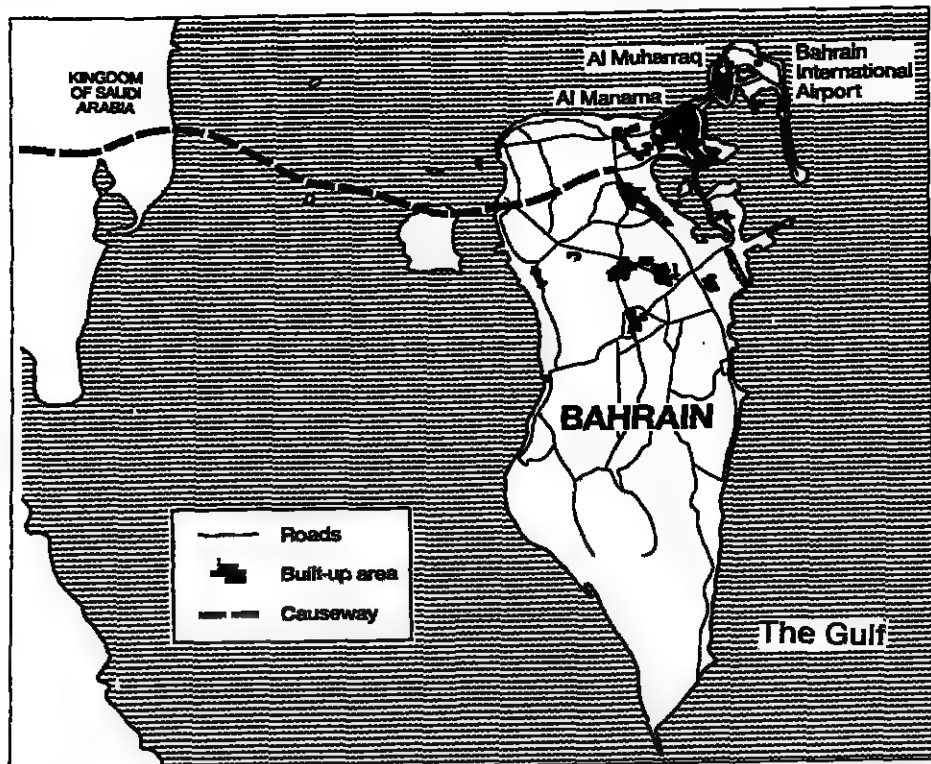 KINGDOM
OF SAUDI
ARABIA
Al Muharraq
Bahrain
International
Airport
Al Manama
BAHRAIN
Roads
Built-up area
Causeway
The Gulf